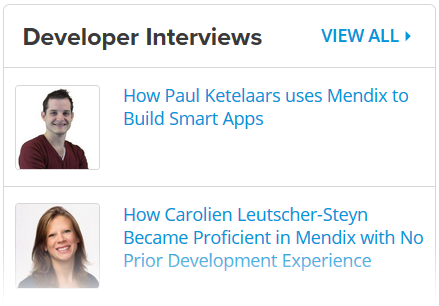 Developer Interviews
VIEW ALL
How Paul Ketelaars uses Mendix to
Build Smart Apps
How Carolien Leutscher-Steyn
Became Proficient in Mendix with No
Prior Development Experience